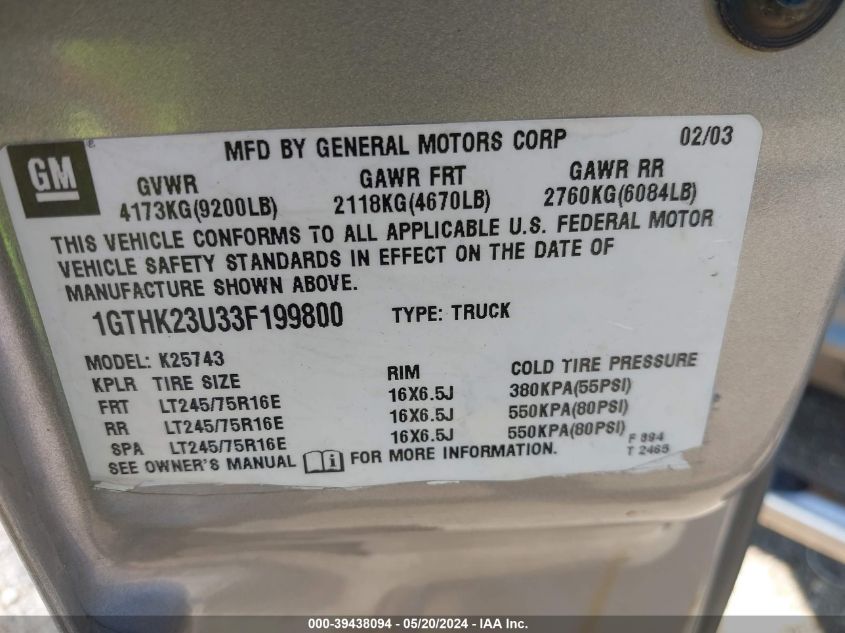 GM ®
MFD BY GENERAL MOTORS CORP 02/03
GVWR GAWR FRT GAWR RR
4173KG(9200LB) 2118KG(4670LB) 2760KG(6084LB)
THIS VEHICLE CONFORMS TO ALL APPLICABLE U.S. FEDERAL MOTOR
VEHICLE SAFETY STANDARDS IN EFFECT ON THE DATE OF
MANUFACTURE SHOWN ABOVE.
1GTHK23U33F199800 TYPE: TRUCK
MODEL: K25743
KPLR TIRE SIZE RIM COLD TIRE PRESSURE
FRT LT245/75R16E 16X6.5J 380KPA(55PSI)
RR LT245/75R16E 16X6.5J 550KPA(80PSI)
SPA LT245/75R16E 16X6.5J 550KPA(80PSI)
SEE OWNER'S MANUAL i FOR MORE INFORMATION.
F 894
T 2465
000-39438094 - 05/20/2024 - IAA Inc.